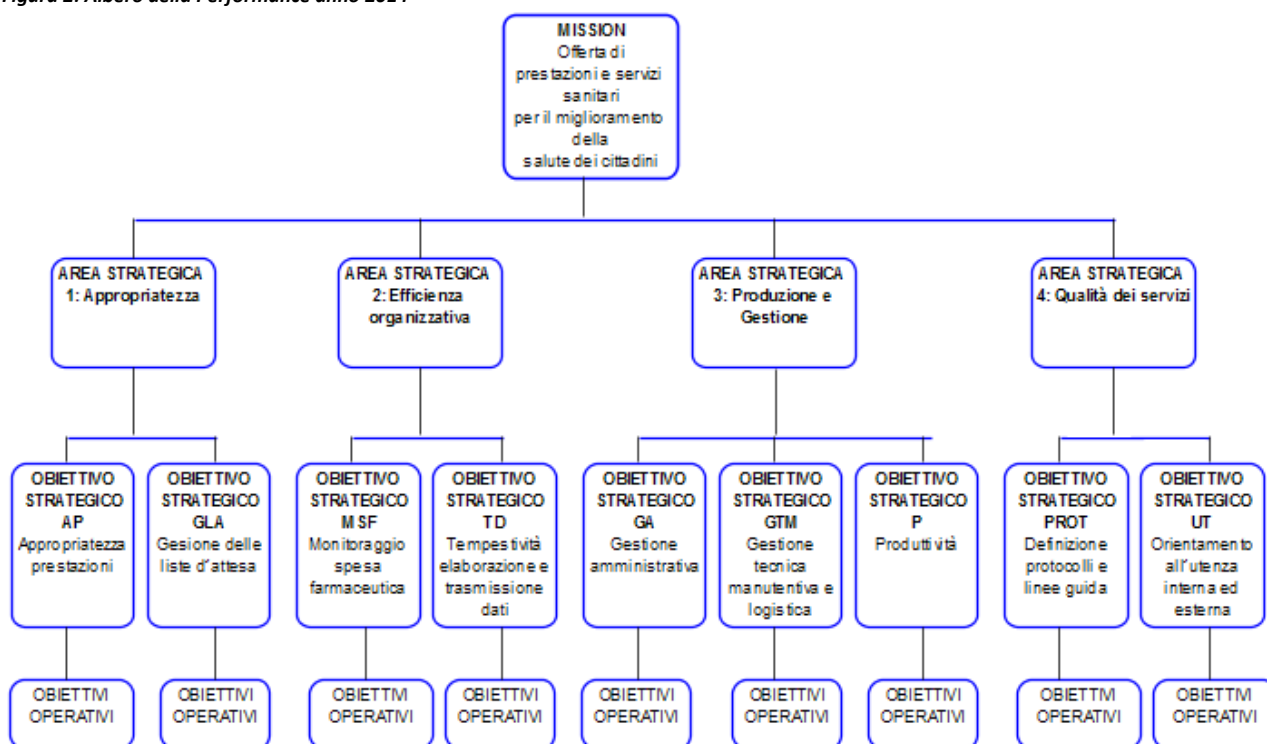 Figura 2: Albero della Performance anno 2014
MISSION
Offerta di
prestazioni e servizi
sanitari
per il miglioramento
della
salute dei cittadini
AREA STRATEGICA
1: Appropriatezza
AREA STRATEGICA
2: Efficienza
organizzativa
AREA STRATEGICA
3: Produzione e
Gestione
AREA STRATEGICA
4: Qualità dei servizi
OBIETTIVO
STRATEGICO
AP
Appropriatezza
prestazioni
OBIETTIVO
STRATEGICO
GLA
Gesione delle
liste d'attesa
OBIETTIVO
STRATEGICO
MSF
Monitoraggio
spesa
farmaceutica
OBIETTIVO
STRATEGICO
TD
Tempestività
elaborazione e
trasmissione
dati
OBIETTIVO
STRATEGICO
GA
Gestione
amministrativa
OBIETTIVO
STRATEGICO
GTM
Gestione
tecnica
manutentiva e
logistica
OBIETTIVO
STRATEGICO
P
Produttività
OBIETTIVO
STRATEGICO
PROT
Definizione
protocolli e
linee guida
OBIETTIVO
STRATEGICO
UT
Orientamento
all'utenza
interna ed
esterna
OBIETTIVI
OPERATIVI
OBIETTIVI
OPERATIVI
OBIETTIVI
OPERATIVI
OBIETTIVI
OPERATIVI
OBIETTIVI
OPERATIVI
OBIETTIVI
OPERATIVI
OBIETTIVI
OPERATIVI
OBIETTIVI
OPERATIVI
OBIETTIVI
OPERATIVI